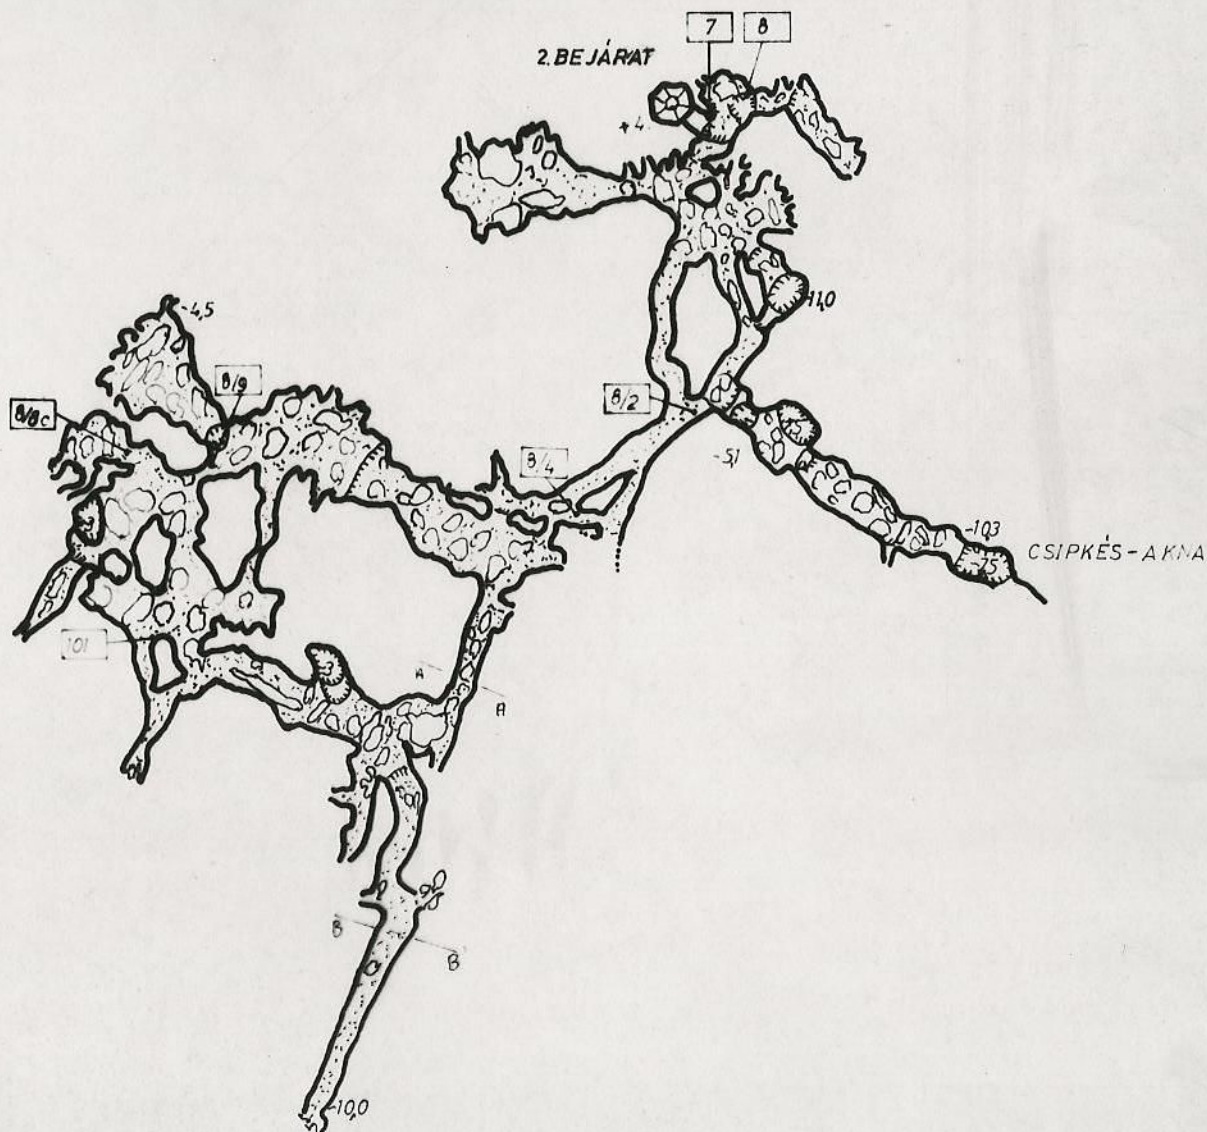 7 8
2. BEJÁRAT
+4
-11,0
-4,5
8/9
8/8c
8/2
8/4
-5,1
-10,3
CSIPKÉS-AKNA
-7,5
101
A
A
B
B
-10,0